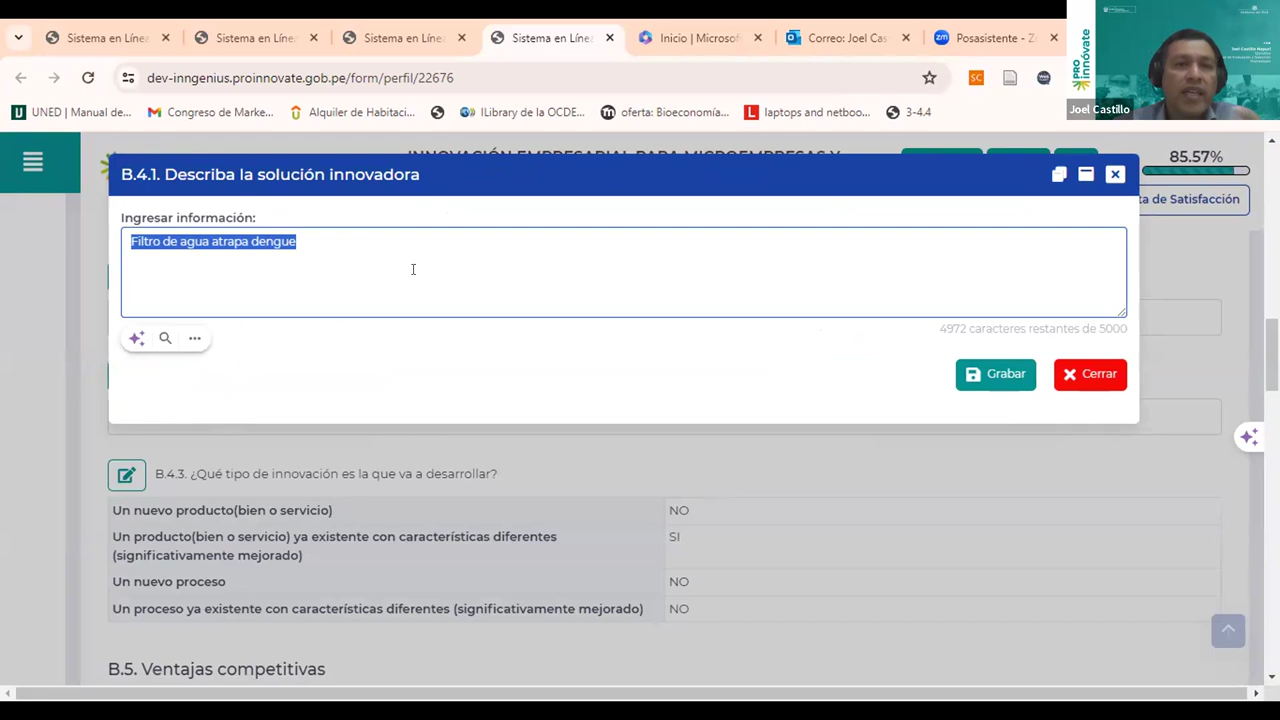 Sistema en Líne
Sistema en Líne
Sistema en Líne
Sistema en Líne
Inicio | Microsof
Correo: Joel Cas
Posasistente - Zo
dev-inngenius.proinnovate.gob.pe/form/perfil/22676
UNED | Manual de...
Congreso de Marke...
Alquiler de Habitaci...
ILibrary de la OCDE...
oferta: Bioeconomía...
laptops and netboo...
3-4.4
PRO innóvate
Joel Castillo
85.57%
ta de Satisfacción
B.4.1. Describa la solución innovadora
Ingresar información:
Filtro de agua atrapa dengue
4972 caracteres restantes de 5000
Grabar
Cerrar
B.4.3. ¿Qué tipo de innovación es la que va a desarrollar?
Un nuevo producto(bien o servicio) NO
Un producto(bien o servicio) ya existente con características diferentes SI
(significativamente mejorado)
Un nuevo proceso NO
Un proceso ya existente con características diferentes (significativamente mejorado) NO
B.5. Ventajas competitivas